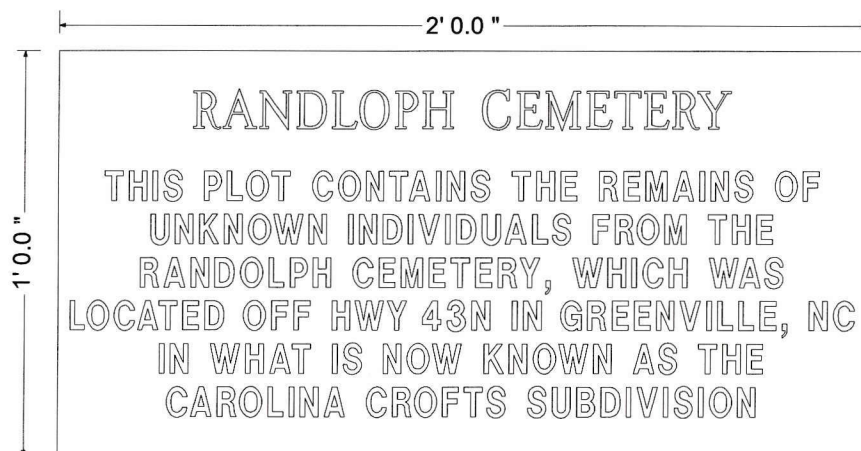 2' 0.0 "
1' 0.0 "
RANDLOPH CEMETERY
THIS PLOT CONTAINS THE REMAINS OF
UNKNOWN INDIVIDUALS FROM THE
RANDOLPH CEMETERY, WHICH WAS
LOCATED OFF HWY 43N IN GREENVILLE, NC
IN WHAT IS NOW KNOWN AS THE
CAROLINA CROFTS SUBDIVISION